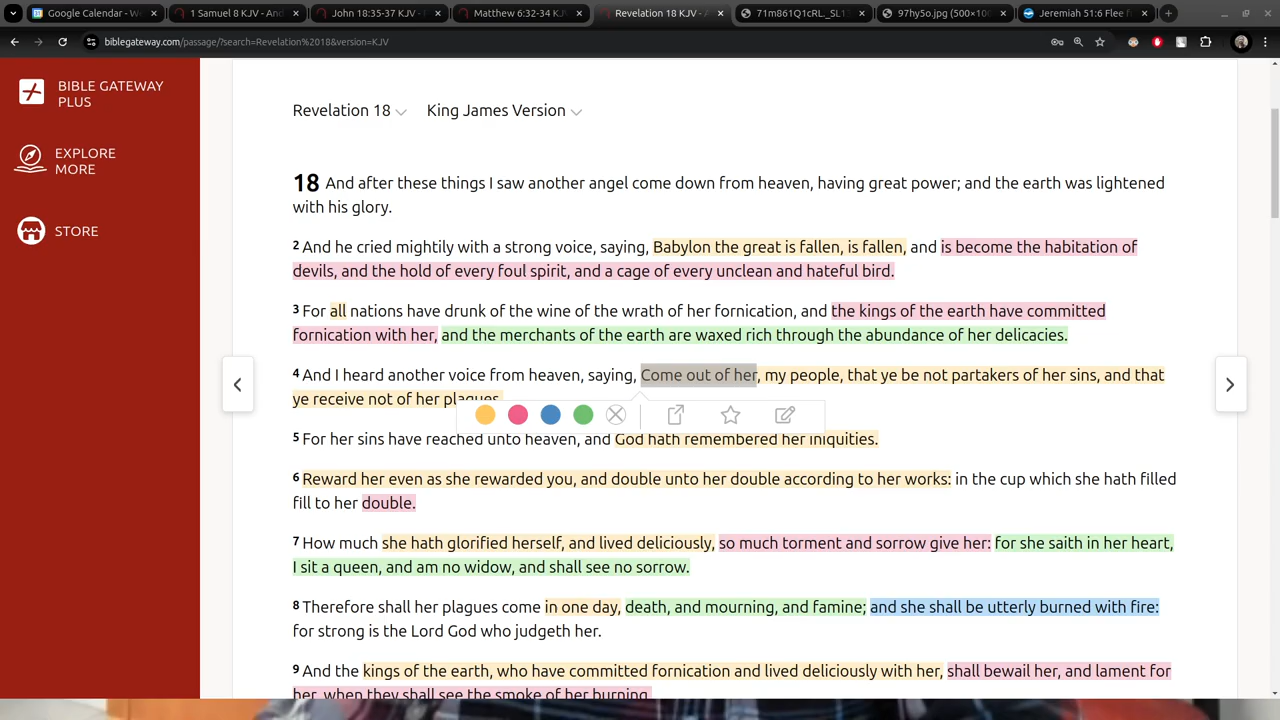 Google Calendar - We
1 Samuel 8 KJV - And
John 18:35-37 KJV - F
Matthew 6:32-34 KJV
Revelation 18 KJV - A
71m861Q1cRL._SL13
97hy5o.jpg (500×100
Jeremiah 51:6 Flee f
biblegateway.com/passage/?search=Revelation%2018&version=KJV
BIBLE GATEWAY
PLUS
EXPLORE
MORE
STORE
Revelation 18 King James Version
18 And after these things I saw another angel come down from heaven, having great power; and the earth was lightened
with his glory.
2 And he cried mightily with a strong voice, saying, Babylon the great is fallen, is fallen, and is become the habitation of
devils, and the hold of every foul spirit, and a cage of every unclean and hateful bird.
3 For all nations have drunk of the wine of the wrath of her fornication, and the kings of the earth have committed
fornication with her, and the merchants of the earth are waxed rich through the abundance of her delicacies.
4 And I heard another voice from heaven, saying, Come out of her, my people, that ye be not partakers of her sins, and that
ye receive not of her plagues.
5 For her sins have reached unto heaven, and God hath remembered her iniquities.
6 Reward her even as she rewarded you, and double unto her double according to her works: in the cup which she hath filled
fill to her double.
7 How much she hath glorified herself, and lived deliciously, so much torment and sorrow give her: for she saith in her heart,
I sit a queen, and am no widow, and shall see no sorrow.
8 Therefore shall her plagues come in one day, death, and mourning, and famine; and she shall be utterly burned with fire:
for strong is the Lord God who judgeth her.
9 And the kings of the earth, who have committed fornication and lived deliciously with her, shall bewail her, and lament for
her, when they shall see the smoke of her burning,